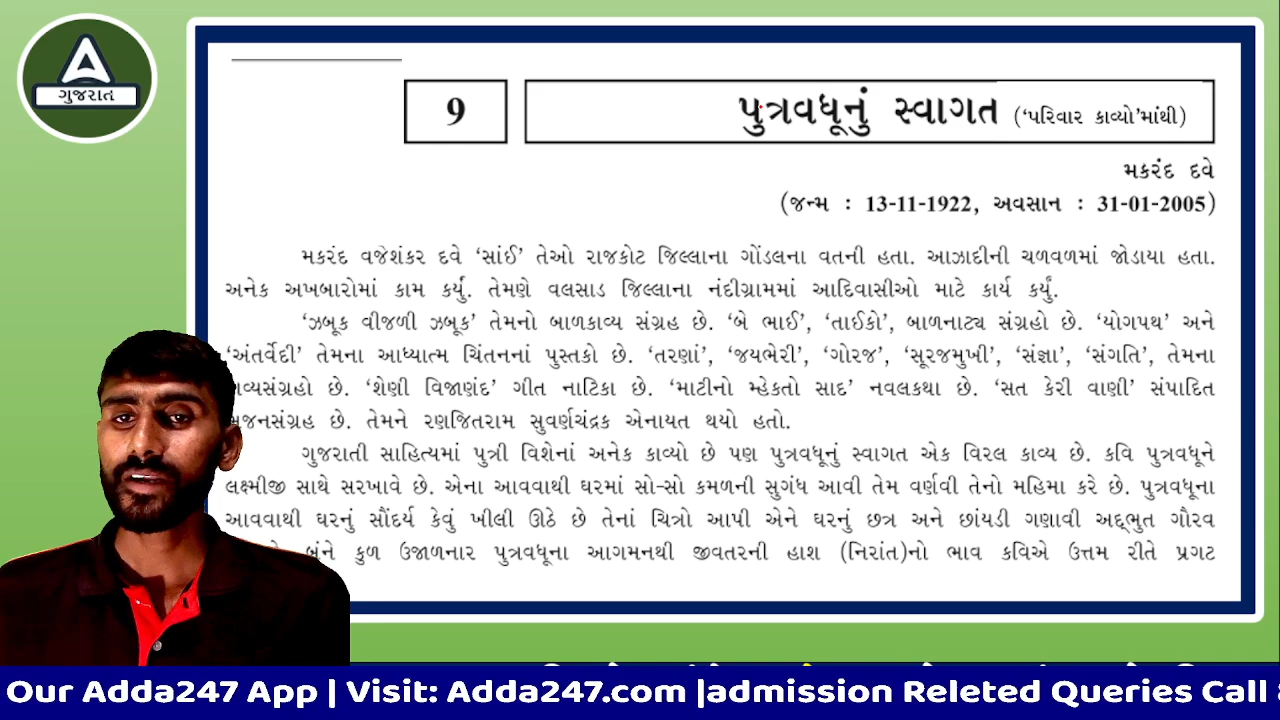 ગુજરાત
9
પુત્રવધૂનું સ્વાગત ('પરિવાર કાવ્યો'માંથી)
મકરંદ દવે
(જન્મ : 13-11-1922, અવસાન : 31-01-2005)
મકરંદ વજેશંકર દવે 'સાંઈ' તેઓ રાજકોટ જિલ્લાના ગોંડલના વતની હતા. આઝાદીની ચળવળમાં જોડાયા હતા.
અનેક અખબારોમાં કામ કર્યું. તેમણે વલસાડ જિલ્લાના નંદીગ્રામમાં આદિવાસીઓ માટે કાર્ય કર્યું.
'ઝબૂક વીજળી ઝબૂક' તેમનો બાળકાવ્ય સંગ્રહ છે. 'બે ભાઈ', 'તાઈકો', બાળનાટ્ય સંગ્રહો છે. 'યોગપથ' અને
'અંતર્વેદી' તેમના આધ્યાત્મ ચિંતનનાં પુસ્તકો છે. 'તરણાં', 'જયભેરી', 'ગોરજ', 'સૂરજમુખી', 'સંજ્ઞા', 'સંગતિ', તેમના
છે. 'શેણી વિજાણંદ' ગીત નાટિકા છે. 'માટીનો મ્હેકતો સાદ' નવલકથા છે. 'સત કેરી વાણી' સંપાદિત
છે. તેમને રણજિતરામ સુવર્ણચંદ્રક એનાયત થયો હતો.
ગુજરાતી સાહિત્યમાં પુત્રી વિશેનાં અનેક કાવ્યો છે પણ પુત્રવધૂનું સ્વાગત એક વિરલ કાવ્ય છે. કવિ પુત્રવધૂને
લક્ષ્મીજી સાથે સરખાવે છે. એના આવવાથી ઘરમાં સો-સો કમળની સુગંધ આવી તેમ વર્ણવી તેનો મહિમા કરે છે. પુત્રવધૂના
આવવાથી ઘરનું સૌંદર્ય કેવું ખીલી ઊઠે છે તેનાં ચિત્રો આપી એને ઘરનું છત્ર અને છાંયડી ગણાવી અદ્ભુત ગૌરવ
બંને કુળ ઉજાળનાર પુત્રવધૂના આગમનથી જીવતરની હાશ (નિરાંત)નો ભાવ કવિએ ઉત્તમ રીતે પ્રગટ
Our Adda247 App | Visit: Adda247.com |admission Releted Queries Call